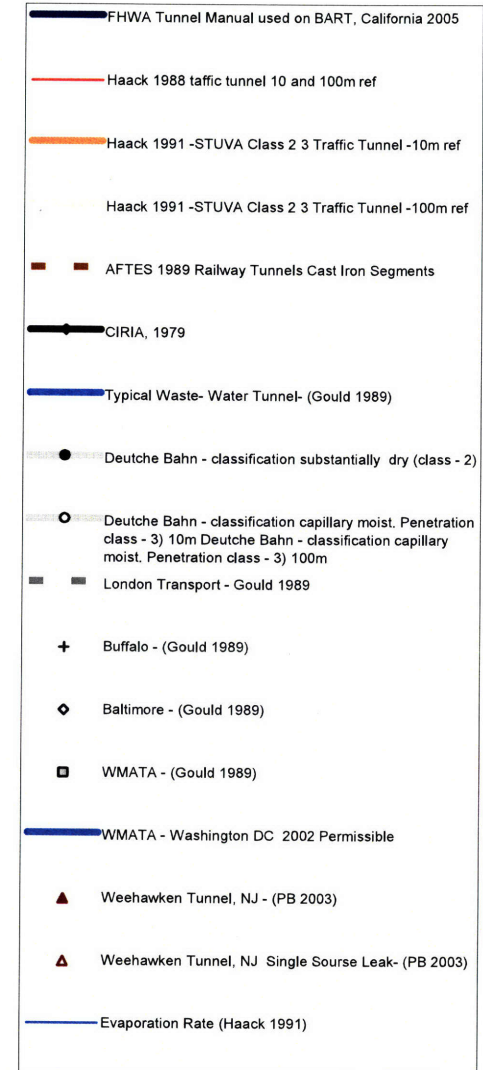 FHWA Tunnel Manual used on BART, California 2005
Haack 1988 taffic tunnel 10 and 100m ref
Haack 1991 -STUVA Class 2 3 Traffic Tunnel -10m ref
Haack 1991 -STUVA Class 2 3 Traffic Tunnel -100m ref
AFTES 1989 Railway Tunnels Cast Iron Segments
CIRIA, 1979
Typical Waste- Water Tunnel- (Gould 1989)
Deutche Bahn - classification substantially dry (class - 2)
Deutche Bahn - classification capillary moist. Penetration
class - 3) 10m Deutche Bahn - classification capillary
moist. Penetration class - 3) 100m
London Transport - Gould 1989
Buffalo - (Gould 1989)
Baltimore - (Gould 1989)
WMATA - (Gould 1989)
WMATA - Washington DC 2002 Permissible
Weehawken Tunnel, NJ - (PB 2003)
Weehawken Tunnel, NJ Single Sourse Leak- (PB 2003)
Evaporation Rate (Haack 1991)